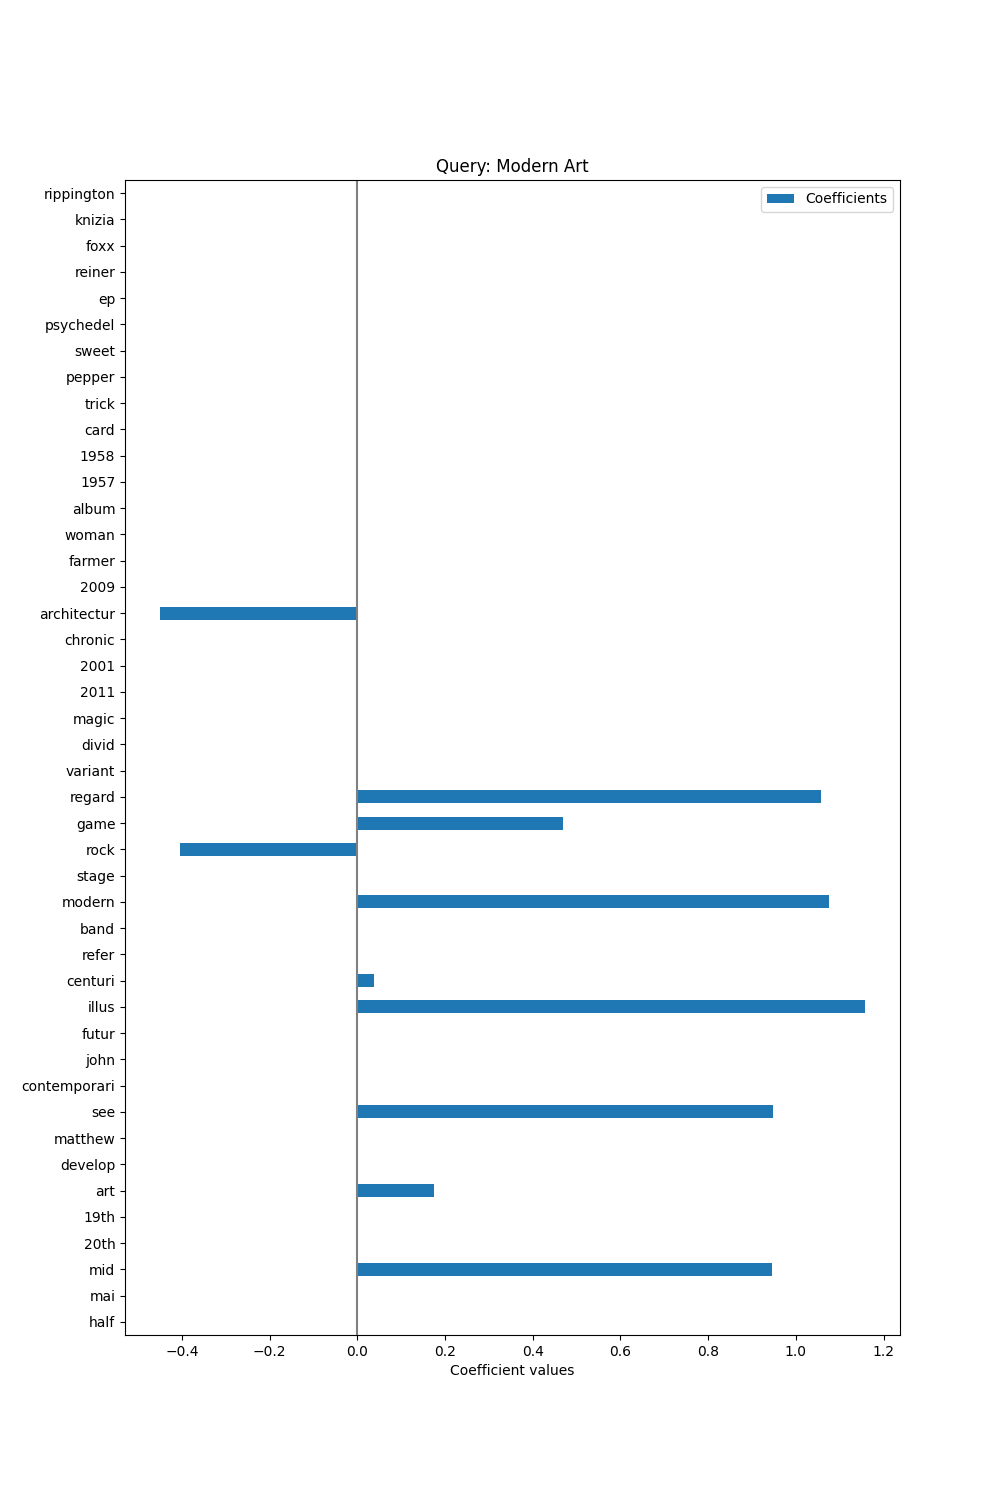 Query: Modern Art
Coefficients
rippington
knizia
foxx
reiner
ep
psychedel
sweet
pepper
trick
card
1958
1957
album
woman
farmer
2009
architectur
chronic
2001
2011
magic
divid
variant
regard
game
rock
stage
modern
band
refer
centuri
illus
futur
john
contemporari
see
matthew
develop
art
19th
20th
mid
mai
half
−0.4 −0.2 0.0 0.2 0.4 0.6 0.8 1.0 1.2
Coefficient values